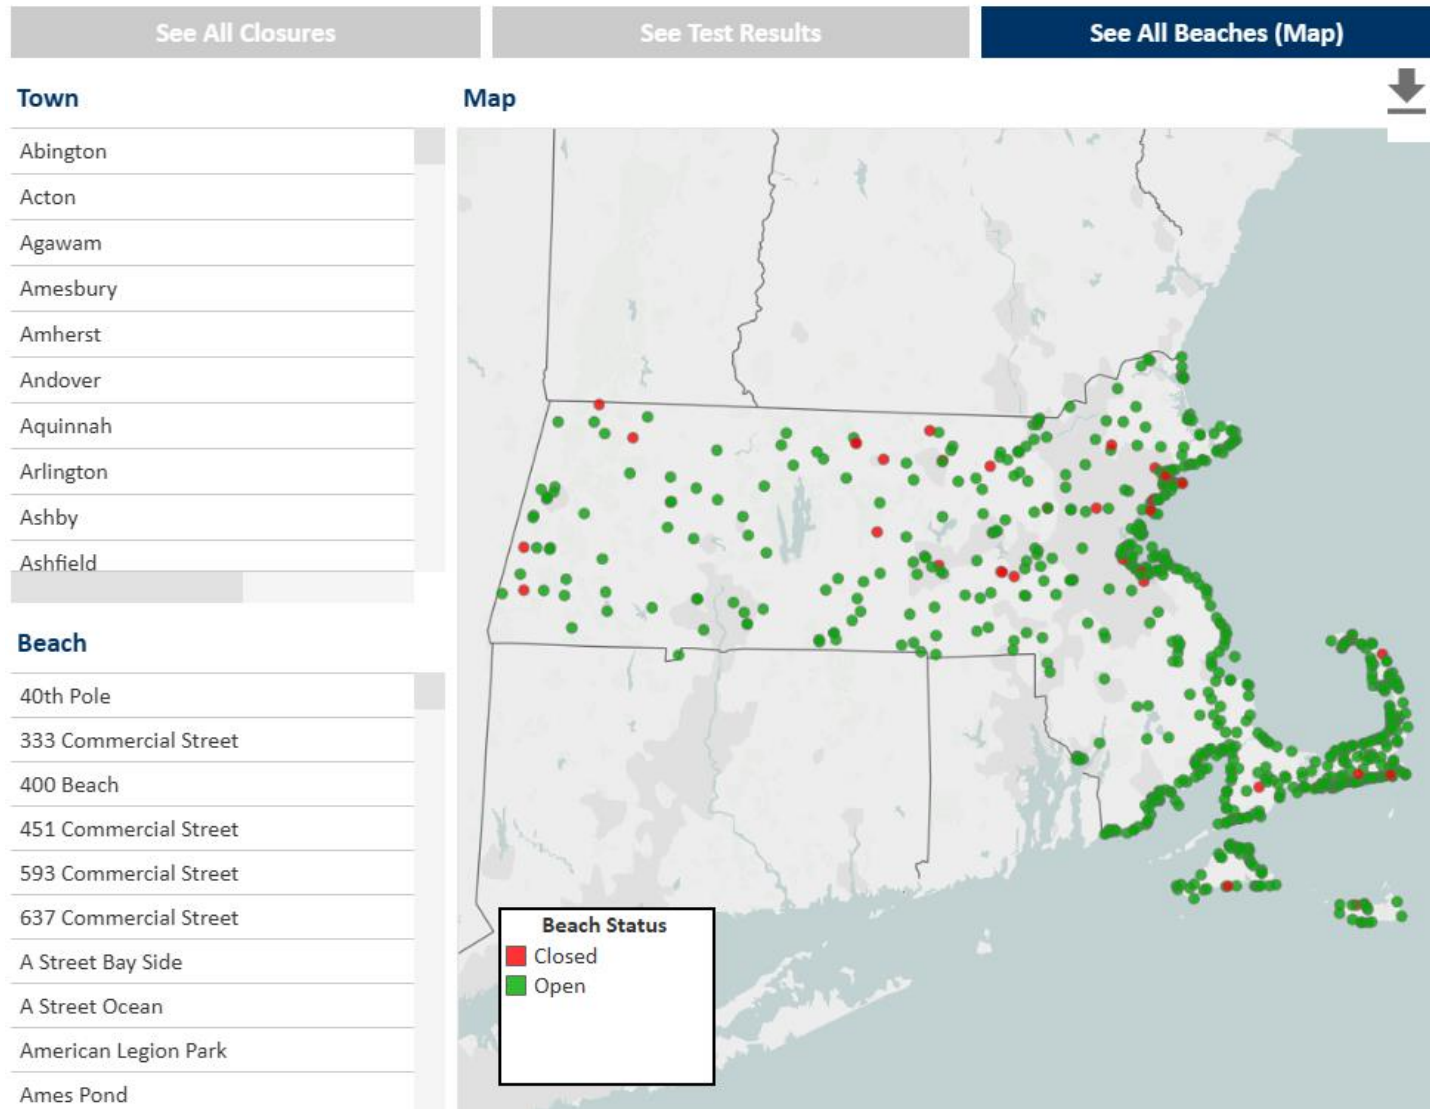 See All Closures
See Test Results
See All Beaches (Map)
Town
Map
Abington
Acton
Agawam
Amesbury
Amherst
Andover
Aquinnah
Arlington
Ashby
Ashfield
Beach
40th Pole
333 Commercial Street
400 Beach
451 Commercial Street
593 Commercial Street
637 Commercial Street
A Street Bay Side
A Street Ocean
American Legion Park
Ames Pond
Beach Status
Closed
Open